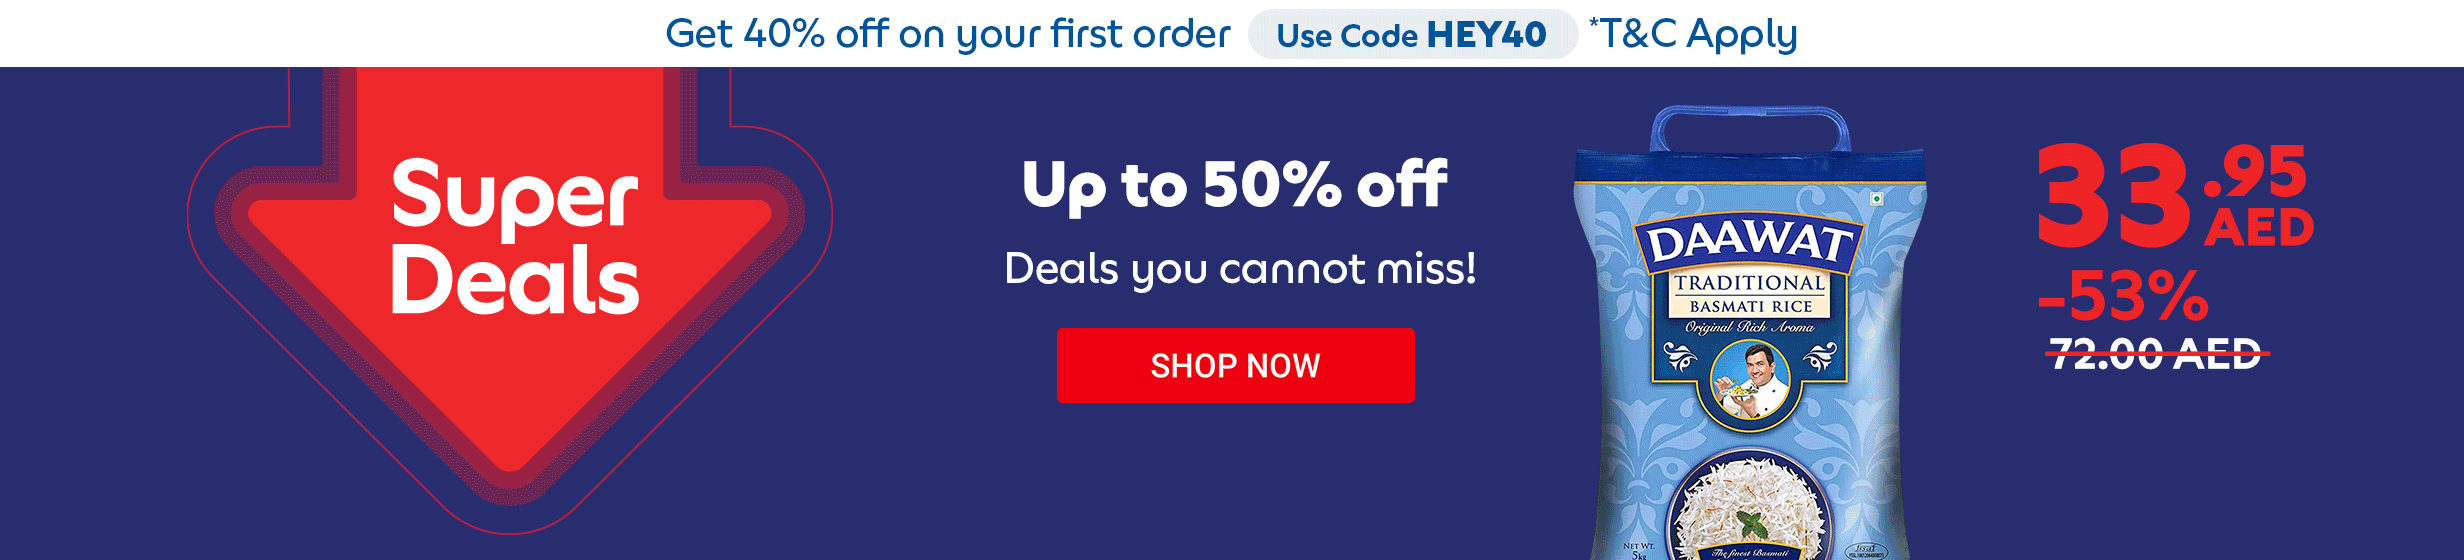 Get 40% off on your first order Use Code HEY40 *T&C Apply
Super
Deals
Up to 50% off
Deals you cannot miss!
SHOP NOW
DAAWAT
TRADITIONAL
BASMATI RICE
Original Rich Aroma
NET WT.
5kg
The finest Basmati
33.95
AED
-53%
72.00 AED